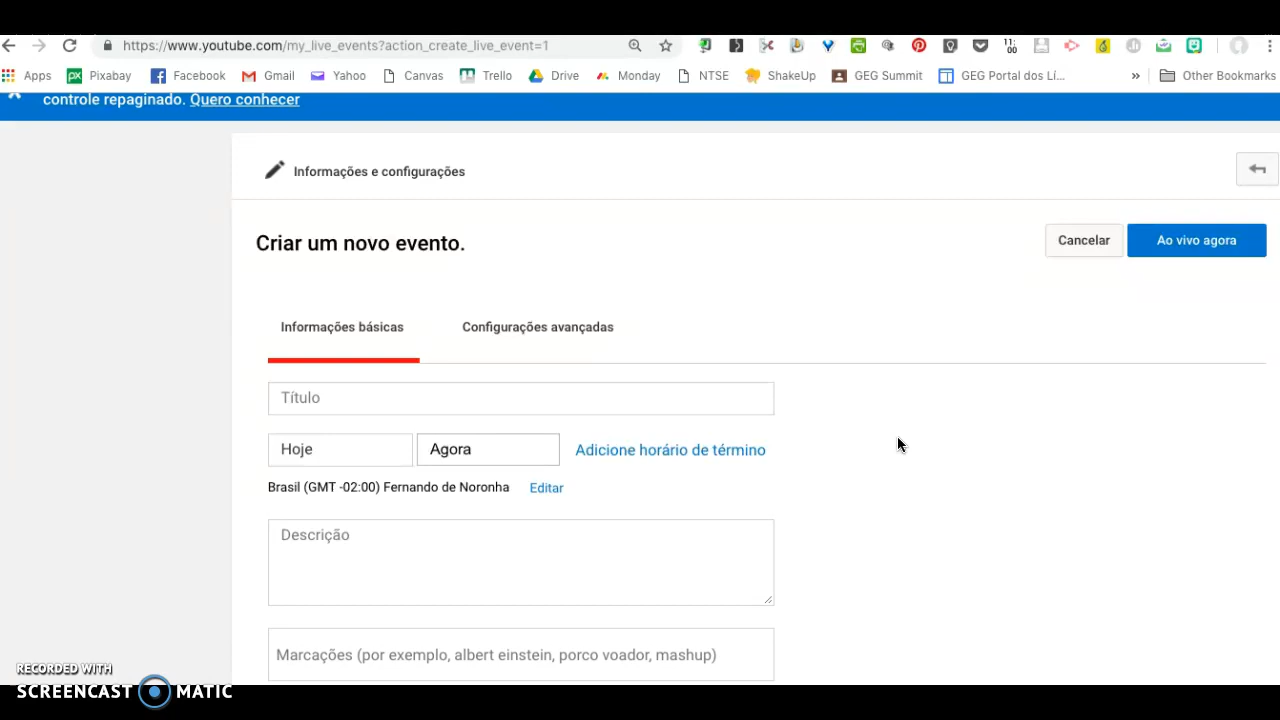 https://www.youtube.com/my_live_events?action_create_live_event=1
11:
00
Apps Pixabay Facebook Gmail Yahoo Canva Trello Drive Monday NTSE ShakeUp GEG Summit GEG Portal dos Lí... » Other Bookmarks
controle repaginado. Quero conhecer
Informações e configurações
Criar um novo evento.
Cancelar
Ao vivo agora
Informações básicas
Configurações avançadas
Título
Hoje
Agora
Adicione horário de término
Brasil (GMT -02:00) Fernando de Noronha Editar
Descrição
Marcações (por exemplo, albert einstein, porco voador, mashup)
RECORDED WITH
SCREENCAST MATIC